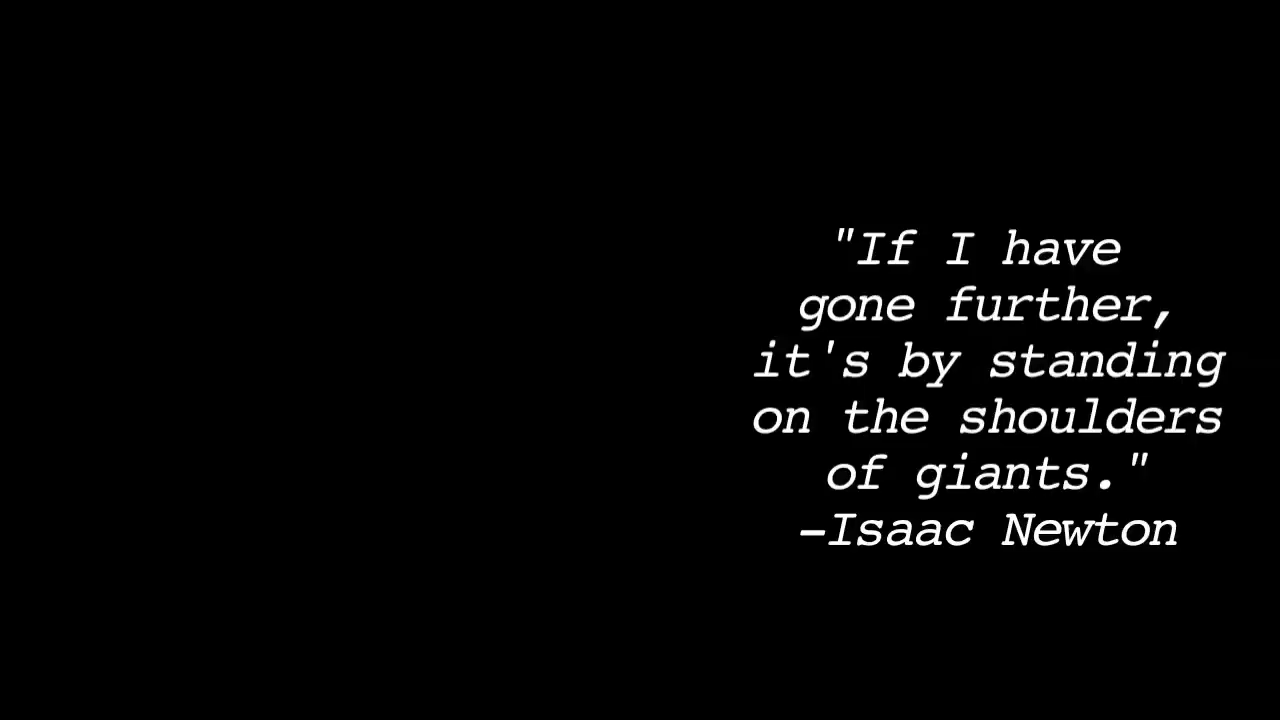 "If I have
gone further,
it's by standing
on the shoulders
of giants."
-Isaac Newton